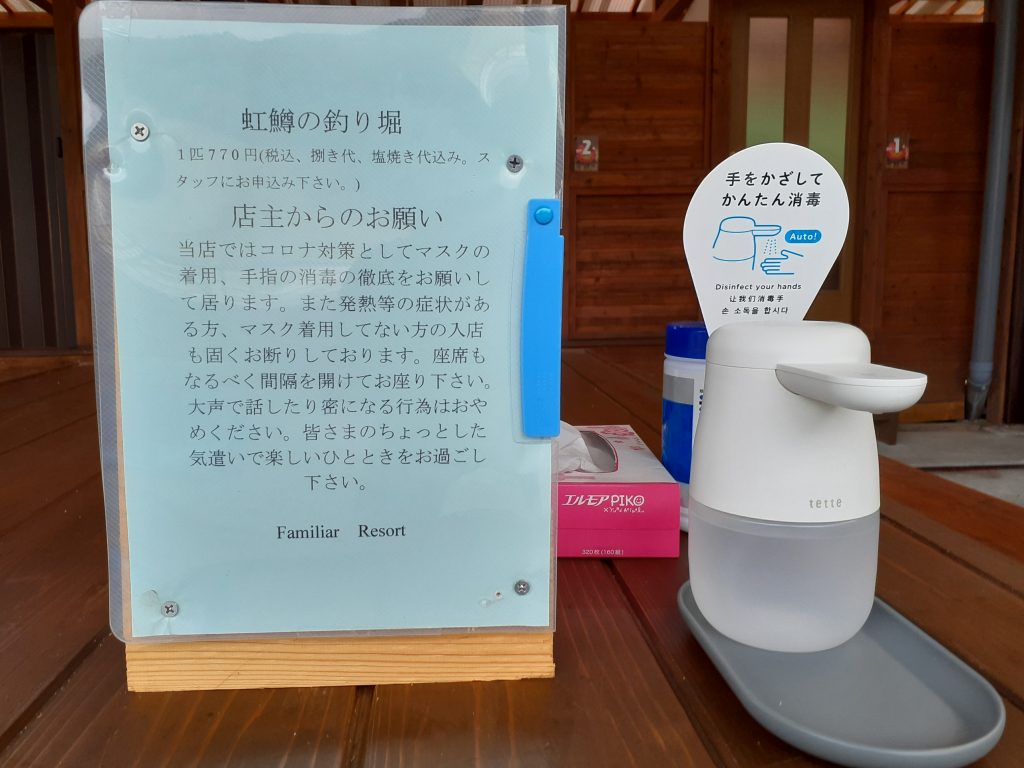 虹鱒の釣り堀
1匹770円(税込、捌き代、塩焼き代込み。ス
タッフにお申込み下さい。)
店主からのお願い
当店ではコロナ対策としてマスクの
着用、手指の消毒の徹底をお願いし
て居ります。また発熱等の症状があ
る方、マスク着用してない方の入店
も固くお断りしております。座席も
なるべく間隔を開けてお座り下さい。
大声で話したり密になる行為はおや
めください。皆さまのちょっとした
気遣いで楽しいひとときをお過ごし
下さい。
Familiar Resort
手をかざして
かんたん消毒
Auto!
Disinfect your hands
让我们消毒手
손 소독을 합시다
tette
エルモア PIKO
320枚(160組)
-2
-1